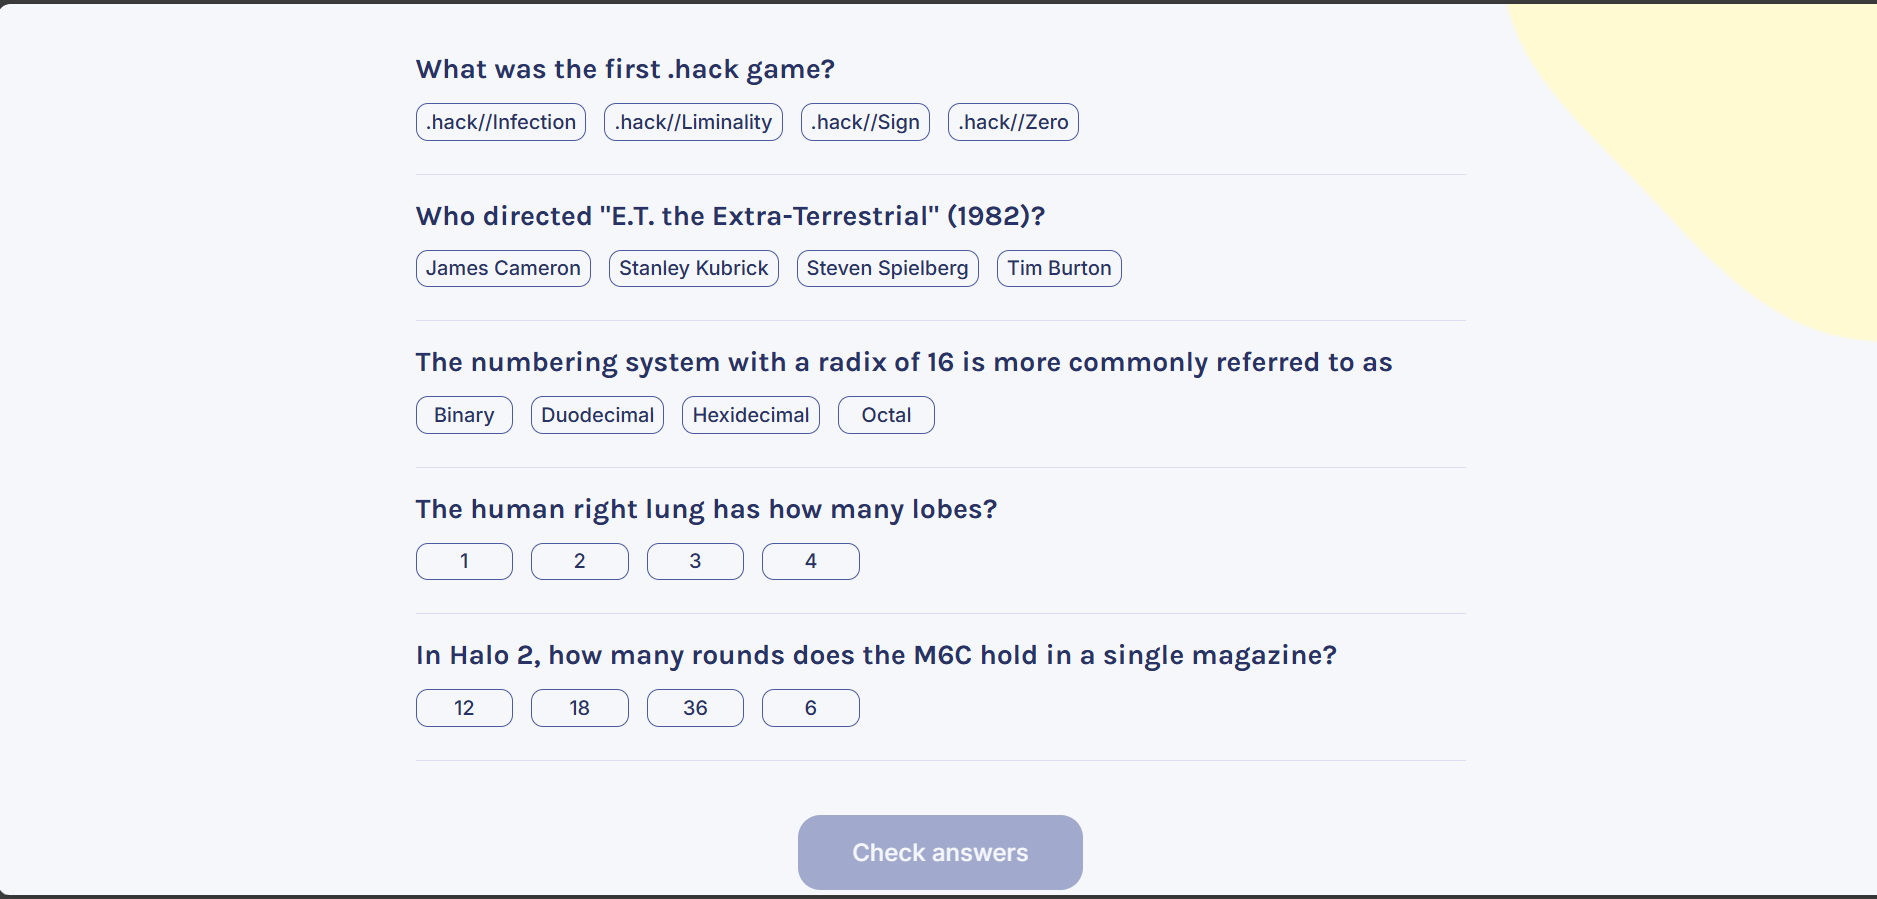 What was the first .hack game?
.hack//Infection .hack//Liminality .hack//Sign .hack//Zero
Who directed "E.T. the Extra-Terrestrial" (1982)?
James Cameron Stanley Kubrick Steven Spielberg Tim Burton
The numbering system with a radix of 16 is more commonly referred to as
Binary Duodecimal Hexidecimal Octal
The human right lung has how many lobes?
1 2 3 4
In Halo 2, how many rounds does the M6C hold in a single magazine?
12 18 36 6
Check answers